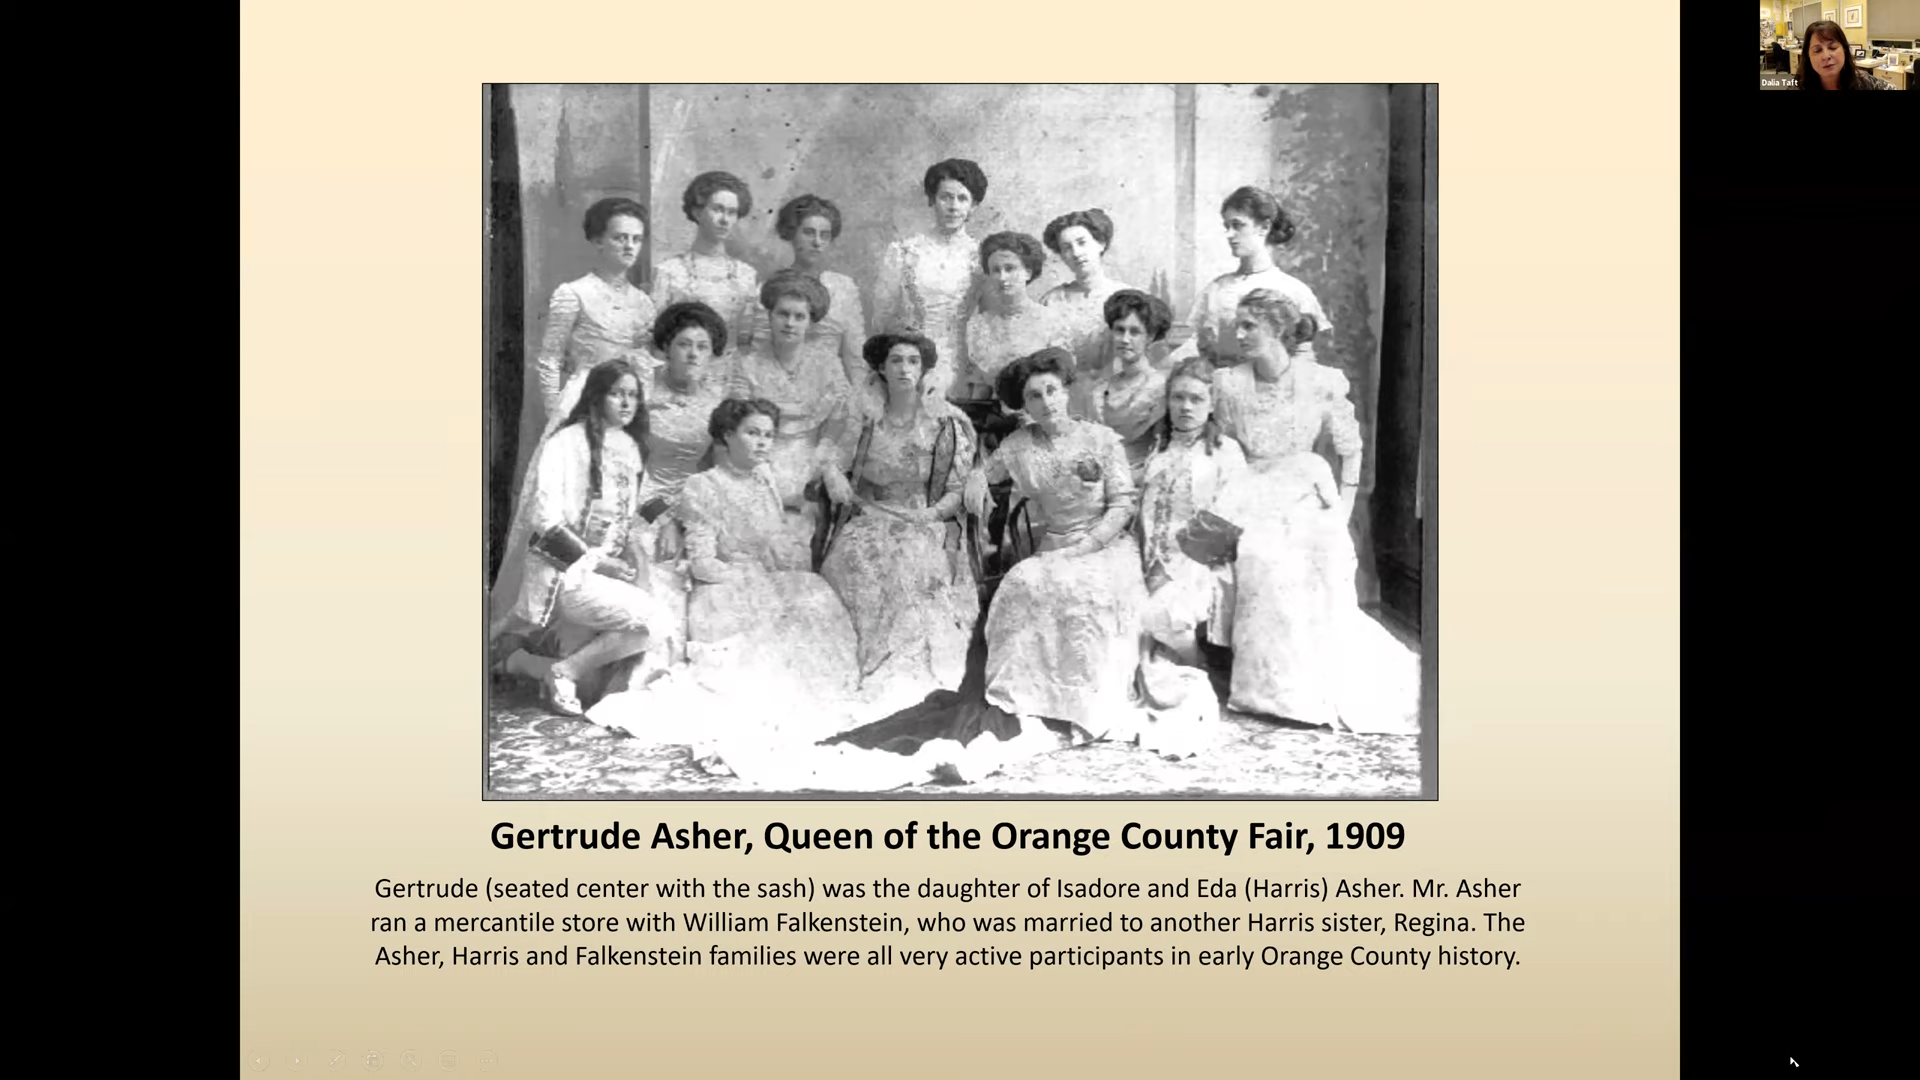 Dalia Taft
Gertrude Asher, Queen of the Orange County Fair, 1909
Gertrude (seated center with the sash) was the daughter of Isadore and Eda (Harris) Asher. Mr. Asher
ran a mercantile store with William Falkenstein, who was married to another Harris sister, Regina. The
Asher, Harris and Falkenstein families were all very active participants in early Orange County history.